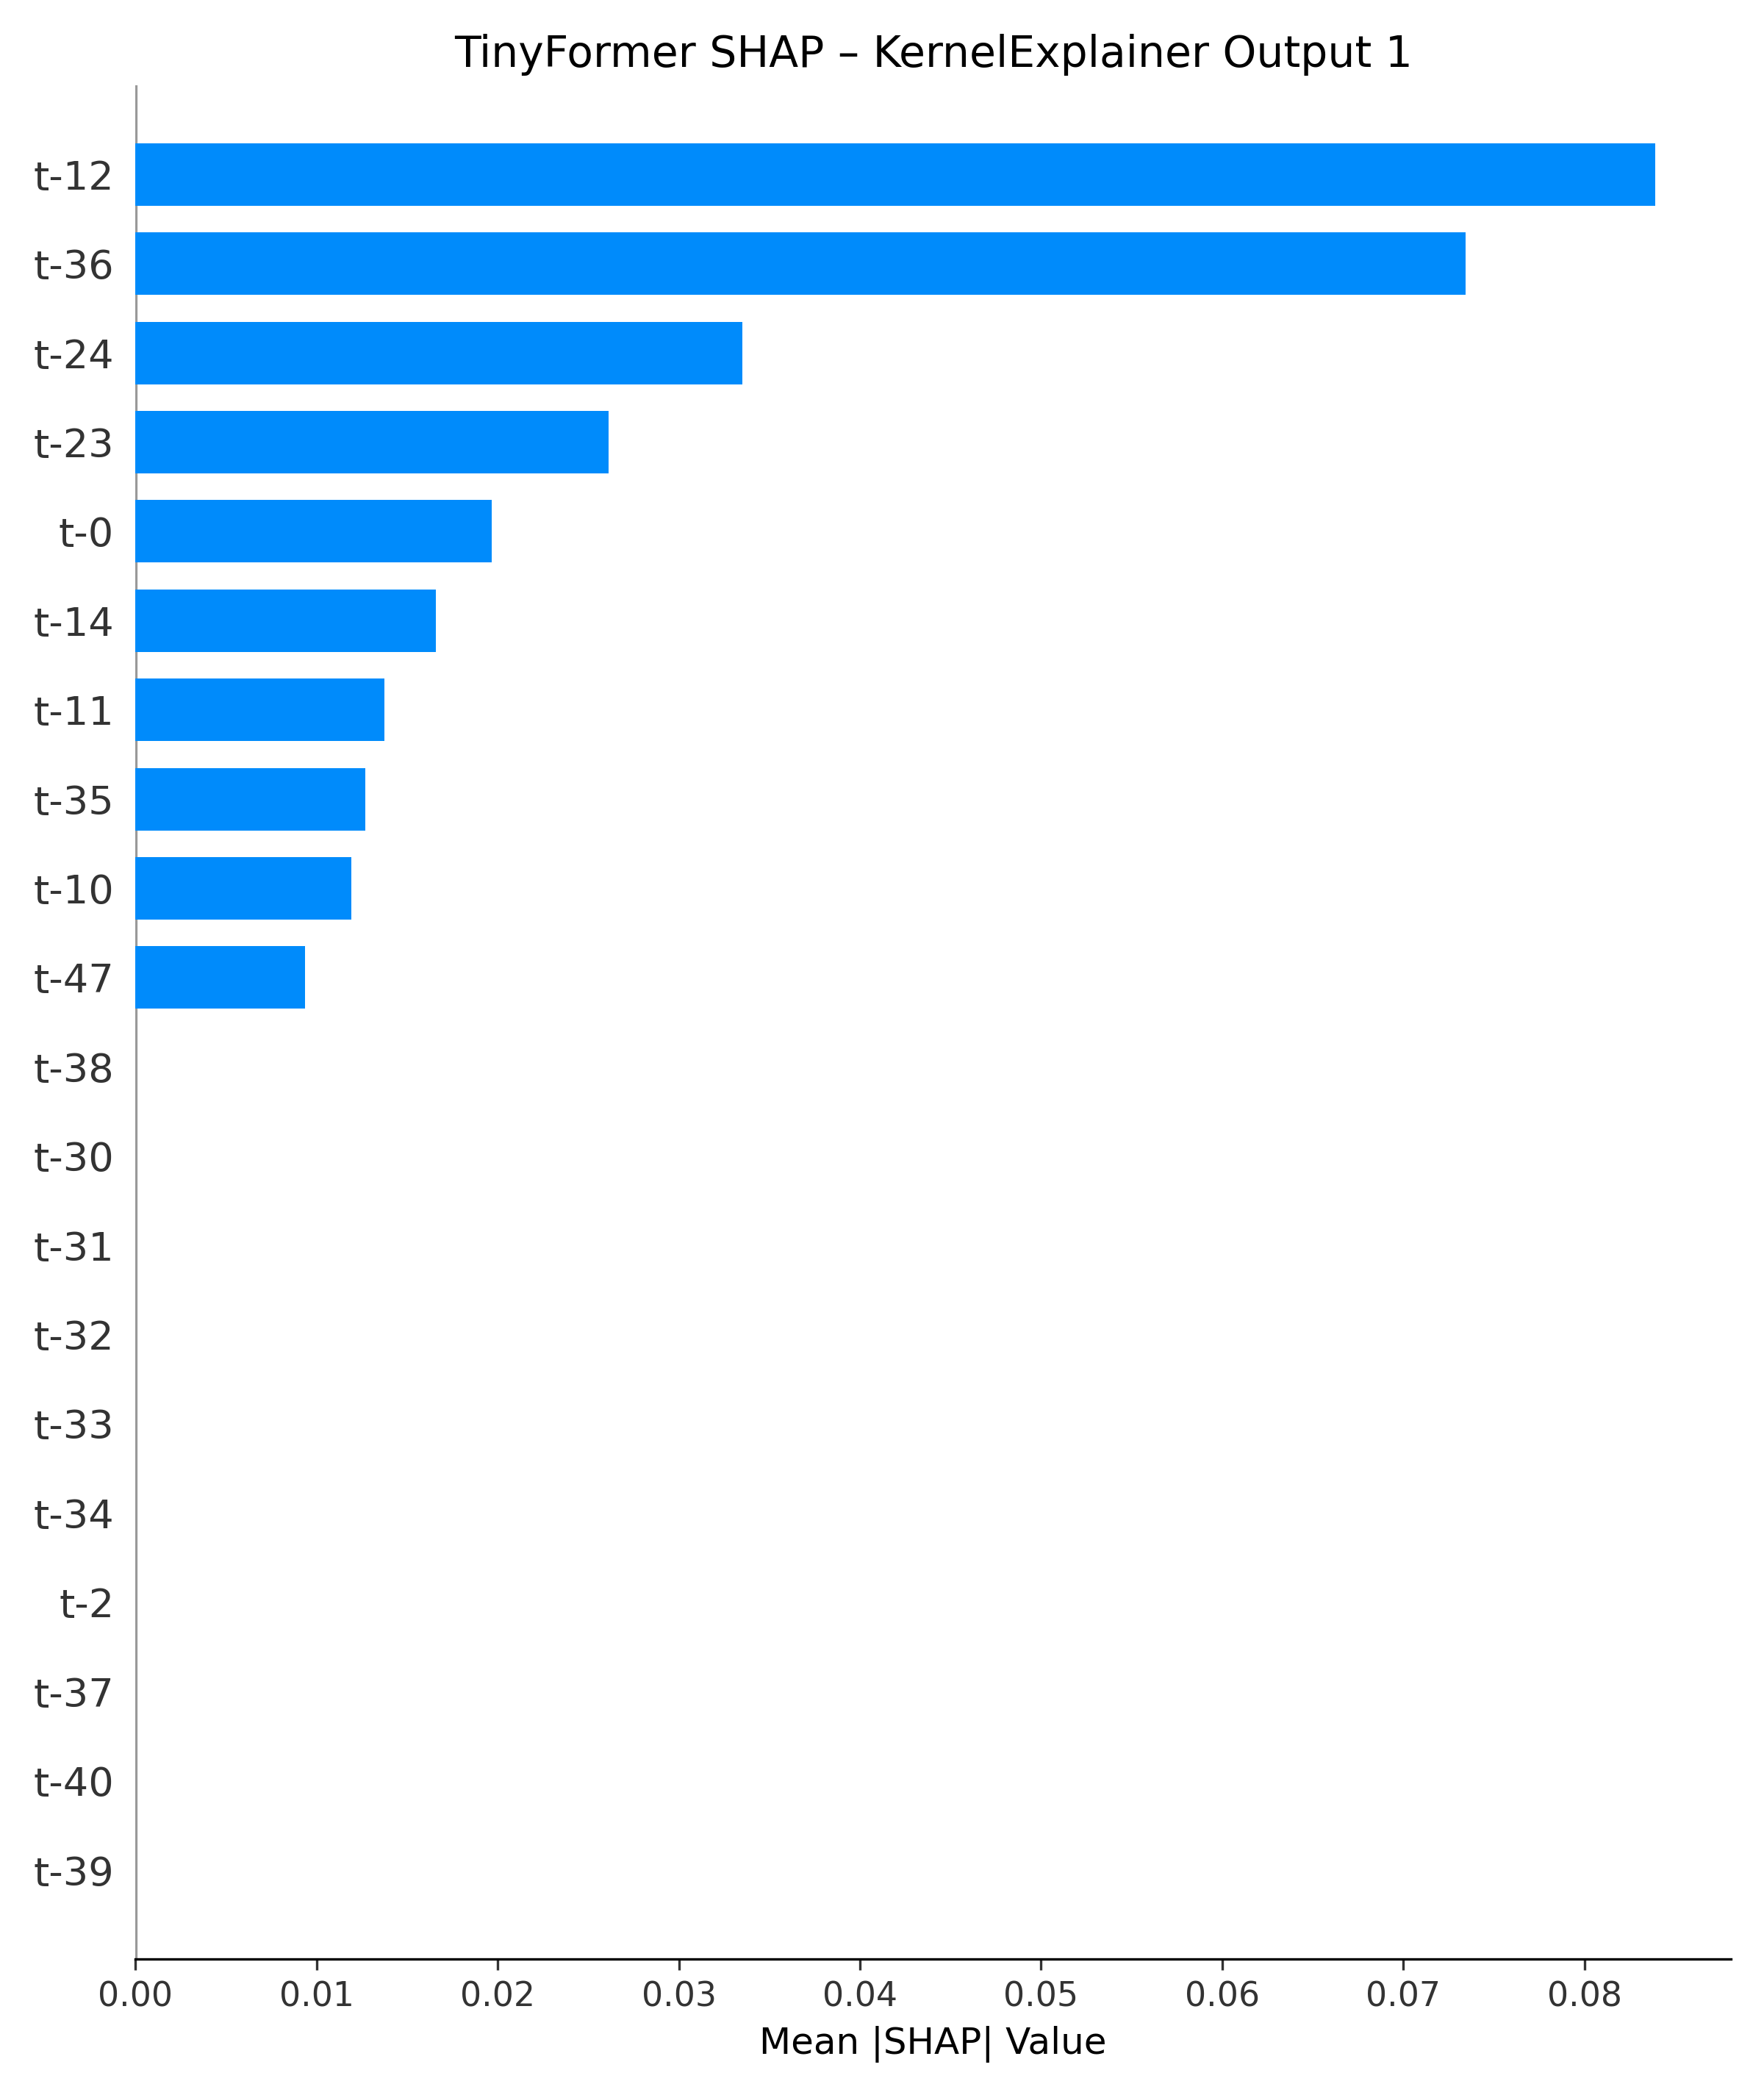 TinyFormer SHAP – KernelExplainer Output 1
t-12
t-36
t-24
t-23
t-0
t-14
t-11
t-35
t-10
t-47
t-38
t-30
t-31
t-32
t-33
t-34
t-2
t-37
t-40
t-39
0.00 0.01 0.02 0.03 0.04 0.05 0.06 0.07 0.08
Mean |SHAP| Value